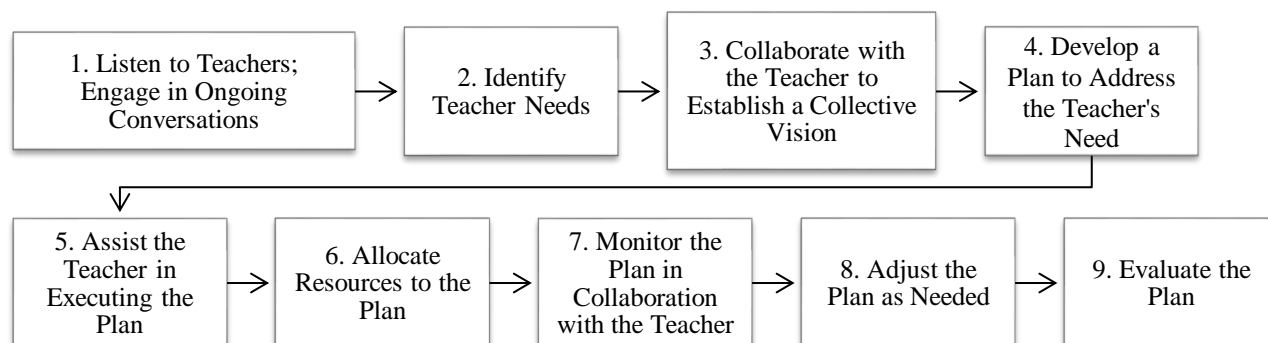 1. Listen to Teachers;
Engage in Ongoing
Conversations
2. Identify
Teacher Needs
3. Collaborate with
the Teacher to
Establish a Collective
Vision
4. Develop a
Plan to Address
the Teacher's
Need
5. Assist the
Teacher in
Executing the
Plan
6. Allocate
Resources to the
Plan
7. Monitor the
Plan in
Collaboration
with the Teacher
8. Adjust the
Plan as Needed
9. Evaluate the
Plan